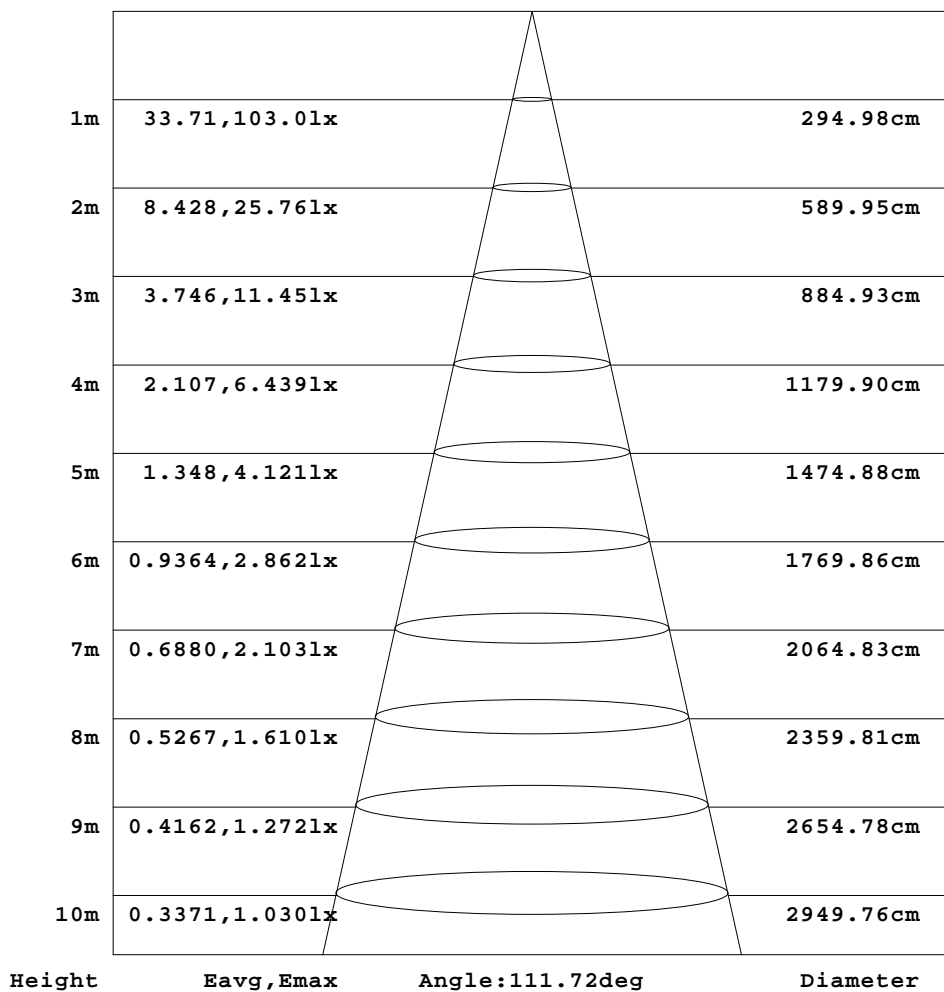 1m 33.71,103.0lx 294.98cm
2m 8.428,25.76lx 589.95cm
3m 3.746,11.45lx 884.93cm
4m 2.107,6.439lx 1179.90cm
5m 1.348,4.121lx 1474.88cm
6m 0.9364,2.862lx 1769.86cm
7m 0.6880,2.103lx 2064.83cm
8m 0.5267,1.610lx 2359.81cm
9m 0.4162,1.272lx 2654.78cm
10m 0.3371,1.030lx 2949.76cm
Height Eavg,Emax Angle:111.72deg Diameter